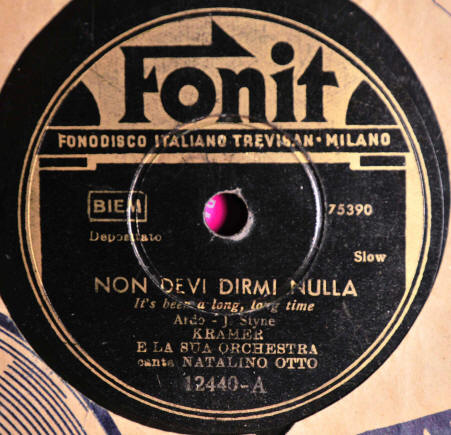 Fonit
FONODISCO ITALIANO TREVISAN • MILANO
BIEM
75390
Depositato
Slow
NON DEVI DIRMI NULLA
It's been a long, long time
Ardo - J. Styne
KRAMER
E LA SUA ORCHESTRA
canta NATALINO OTTO
12440-A